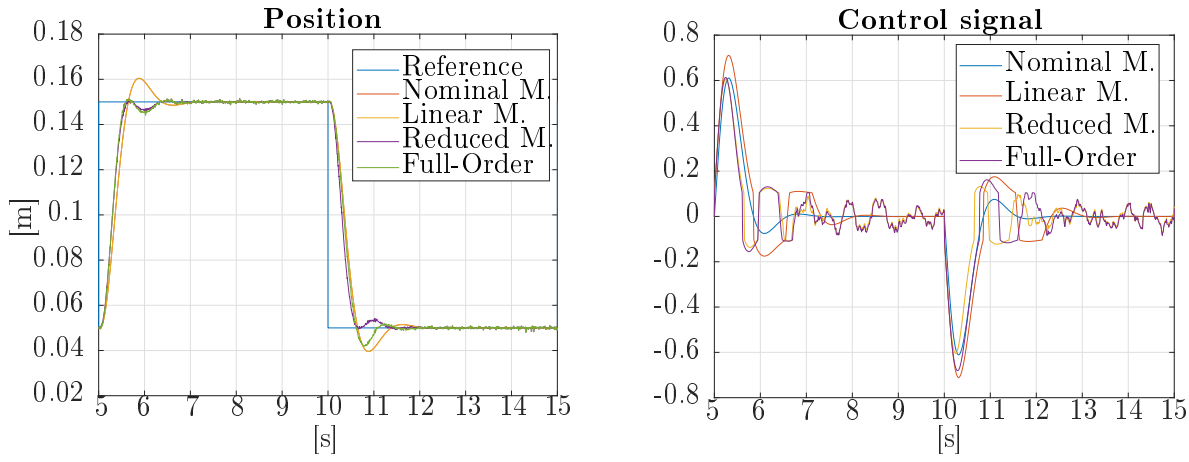 Position
0.18
0.16
0.14
0.12
0.1
0.08
0.06
0.04
0.02
[m]
5
6
7
8
9
10
11
12
13
14
15
[s]
Reference
Nominal M.
Linear M.
Reduced M.
Full-Order
Control signal
0.8
0.6
0.4
0.2
0
-0.2
-0.4
-0.6
-0.8
5
6
7
8
9
10
11
12
13
14
15
[s]
Nominal M.
Linear M.
Reduced M.
Full-Order